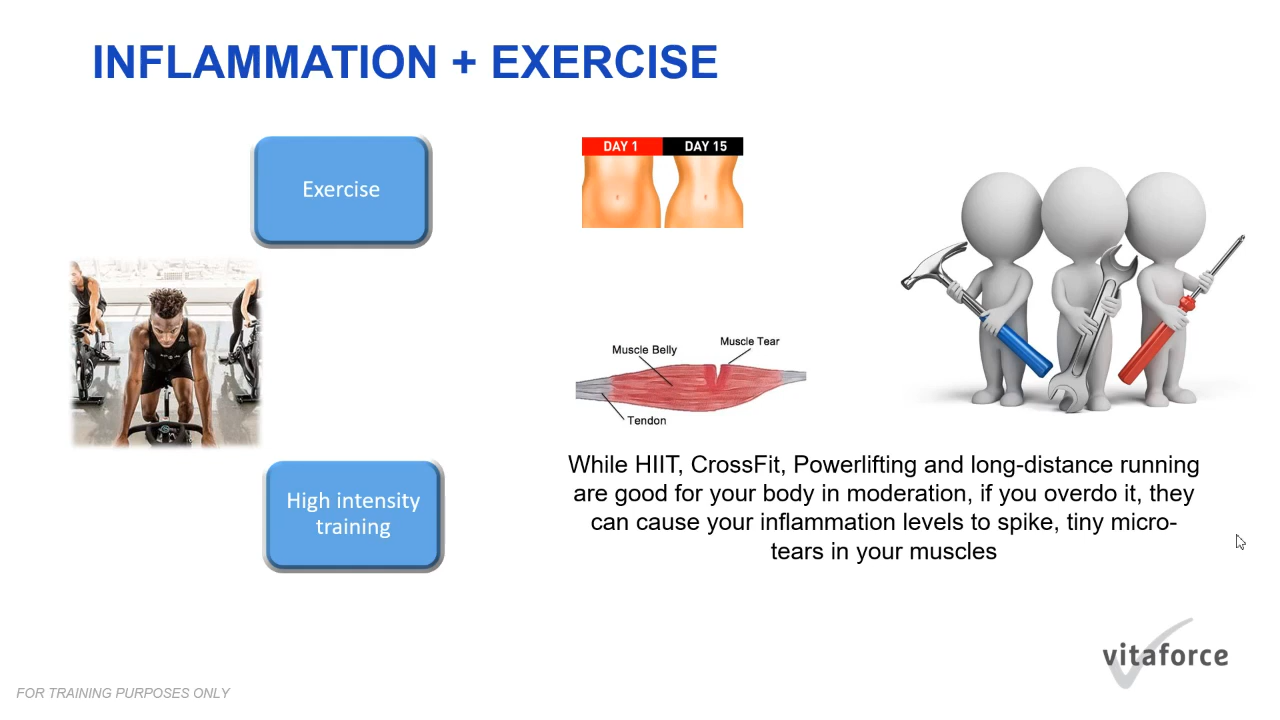 INFLAMMATION + EXERCISE
Exercise
DAY 1
DAY 15
Muscle Belly
Muscle Tear
Tendon
High intensity
training
While HIIT, CrossFit, Powerlifting and long-distance running
are good for your body in moderation, if you overdo it, they
can cause your inflammation levels to spike, tiny micro-
tears in your muscles
vitaforce
FOR TRAINING PURPOSES ONLY